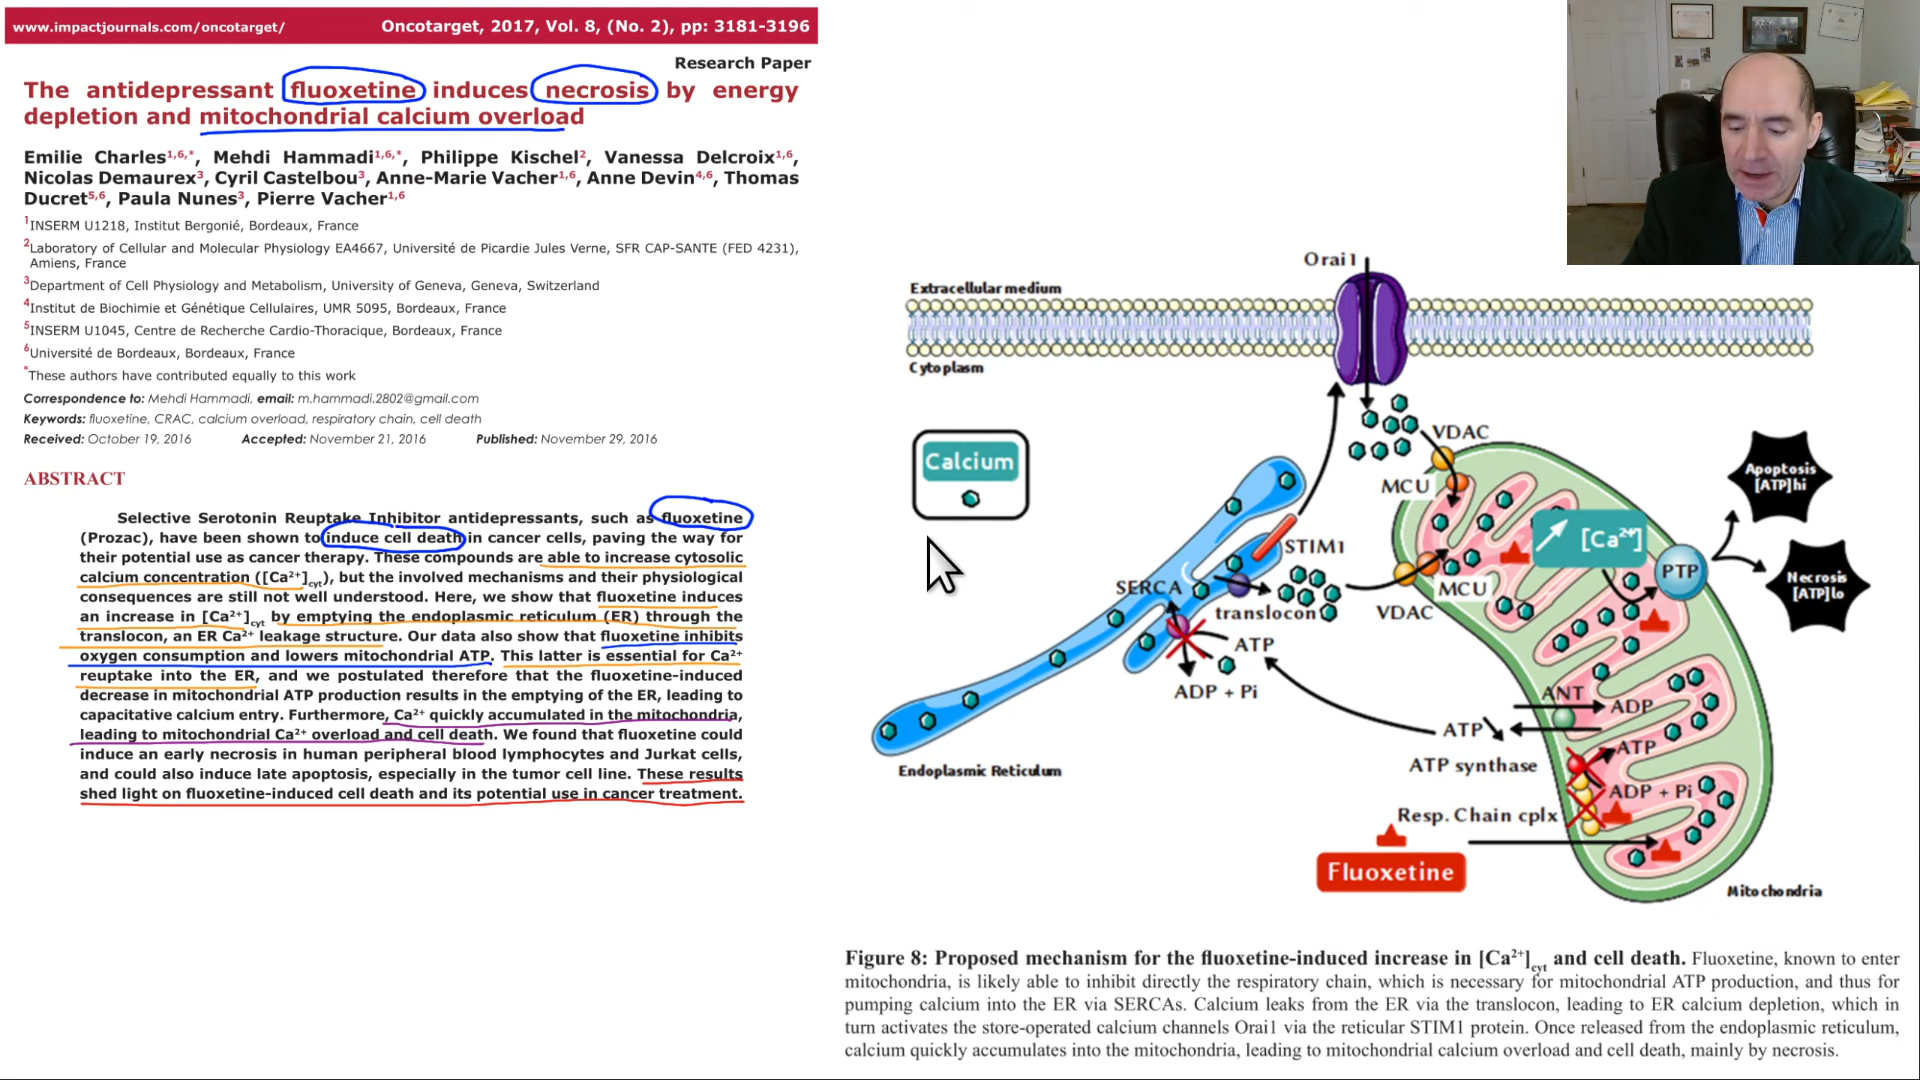 www.impactjournals.com/oncotarget/
Oncotarget, 2017, Vol. 8, (No. 2), pp: 3181-3196
Research Paper
The antidepressant fluoxetine induces necrosis by energy
depletion and mitochondrial calcium overload
Emilie Charles1,6,*, Mehdi Hammadi1,6,*, Philippe Kischel2, Vanessa Delcroix1,6,
Nicolas Demaurex3, Cyril Castelbou3, Anne-Marie Vacher1,6, Anne Devin4,6, Thomas
Ducret5,6, Paula Nunes3, Pierre Vacher1,6
1INSERM U1218, Institut Bergonié, Bordeaux, France
2Laboratory of Cellular and Molecular Physiology EA4667, Université de Picardie Jules Verne, SFR CAP-SANTE (FED 4231),
Amiens, France
3Department of Cell Physiology and Metabolism, University of Geneva, Geneva, Switzerland
4Institut de Biochimie et Génétique Cellulaires, UMR 5095, Bordeaux, France
5INSERM U1045, Centre de Recherche Cardio-Thoracique, Bordeaux, France
6Université de Bordeaux, Bordeaux, France
*These authors have contributed equally to this work
Correspondence to: Mehdi Hammadi, email: m.hammadi.2802@gmail.com
Keywords: fluoxetine, CRAC, calcium overload, respiratory chain, cell death
Received: October 19, 2016 Accepted: November 21, 2016 Published: November 29, 2016
ABSTRACT
Selective Serotonin Reuptake Inhibitor antidepressants, such as fluoxetine
(Prozac), have been shown to induce cell death in cancer cells, paving the way for
their potential use as cancer therapy. These compounds are able to increase cytosolic
calcium concentration ([Ca2+]cyt), but the involved mechanisms and their physiological
consequences are still not well understood. Here, we show that fluoxetine induces
an increase in [Ca2+]cyt by emptying the endoplasmic reticulum (ER) through the
translocon, an ER Ca2+ leakage structure. Our data also show that fluoxetine inhibits
oxygen consumption and lowers mitochondrial ATP. This latter is essential for Ca2+
reuptake into the ER, and we postulated therefore that the fluoxetine-induced
decrease in mitochondrial ATP production results in the emptying of the ER, leading to
capacitative calcium entry. Furthermore, Ca2+ quickly accumulated in the mitochondria,
leading to mitochondrial Ca2+ overload and cell death. We found that fluoxetine could
induce an early necrosis in human peripheral blood lymphocytes and Jurkat cells,
and could also induce late apoptosis, especially in the tumor cell line. These results
shed light on fluoxetine-induced cell death and its potential use in cancer treatment.
Orai1
Extracellular medium
Cytoplasm
Calcium
VDAC
MCU
Apoptosis
[ATP]hi
[Ca2+]
STIM1
PTP
SERCA
MCU
Necrosis
[ATP]lo
translocon
VDAC
ATP
ADP + Pi
ANT
ADP
ATP
ATP
Endoplasmic Reticulum
ATP synthase
ADP + Pi
Resp. Chain cplx
Fluoxetine
Mitochondria
Figure 8: Proposed mechanism for the fluoxetine-induced increase in [Ca2+]cyt and cell death. Fluoxetine, known to enter
mitochondria, is likely able to inhibit directly the respiratory chain, which is necessary for mitochondrial ATP production, and thus for
pumping calcium into the ER via SERCAs. Calcium leaks from the ER via the translocon, leading to ER calcium depletion, which in
turn activates the store-operated calcium channels Orai1 via the reticular STIM1 protein. Once released from the endoplasmic reticulum,
calcium quickly accumulates into the mitochondria, leading to mitochondrial calcium overload and cell death, mainly by necrosis.